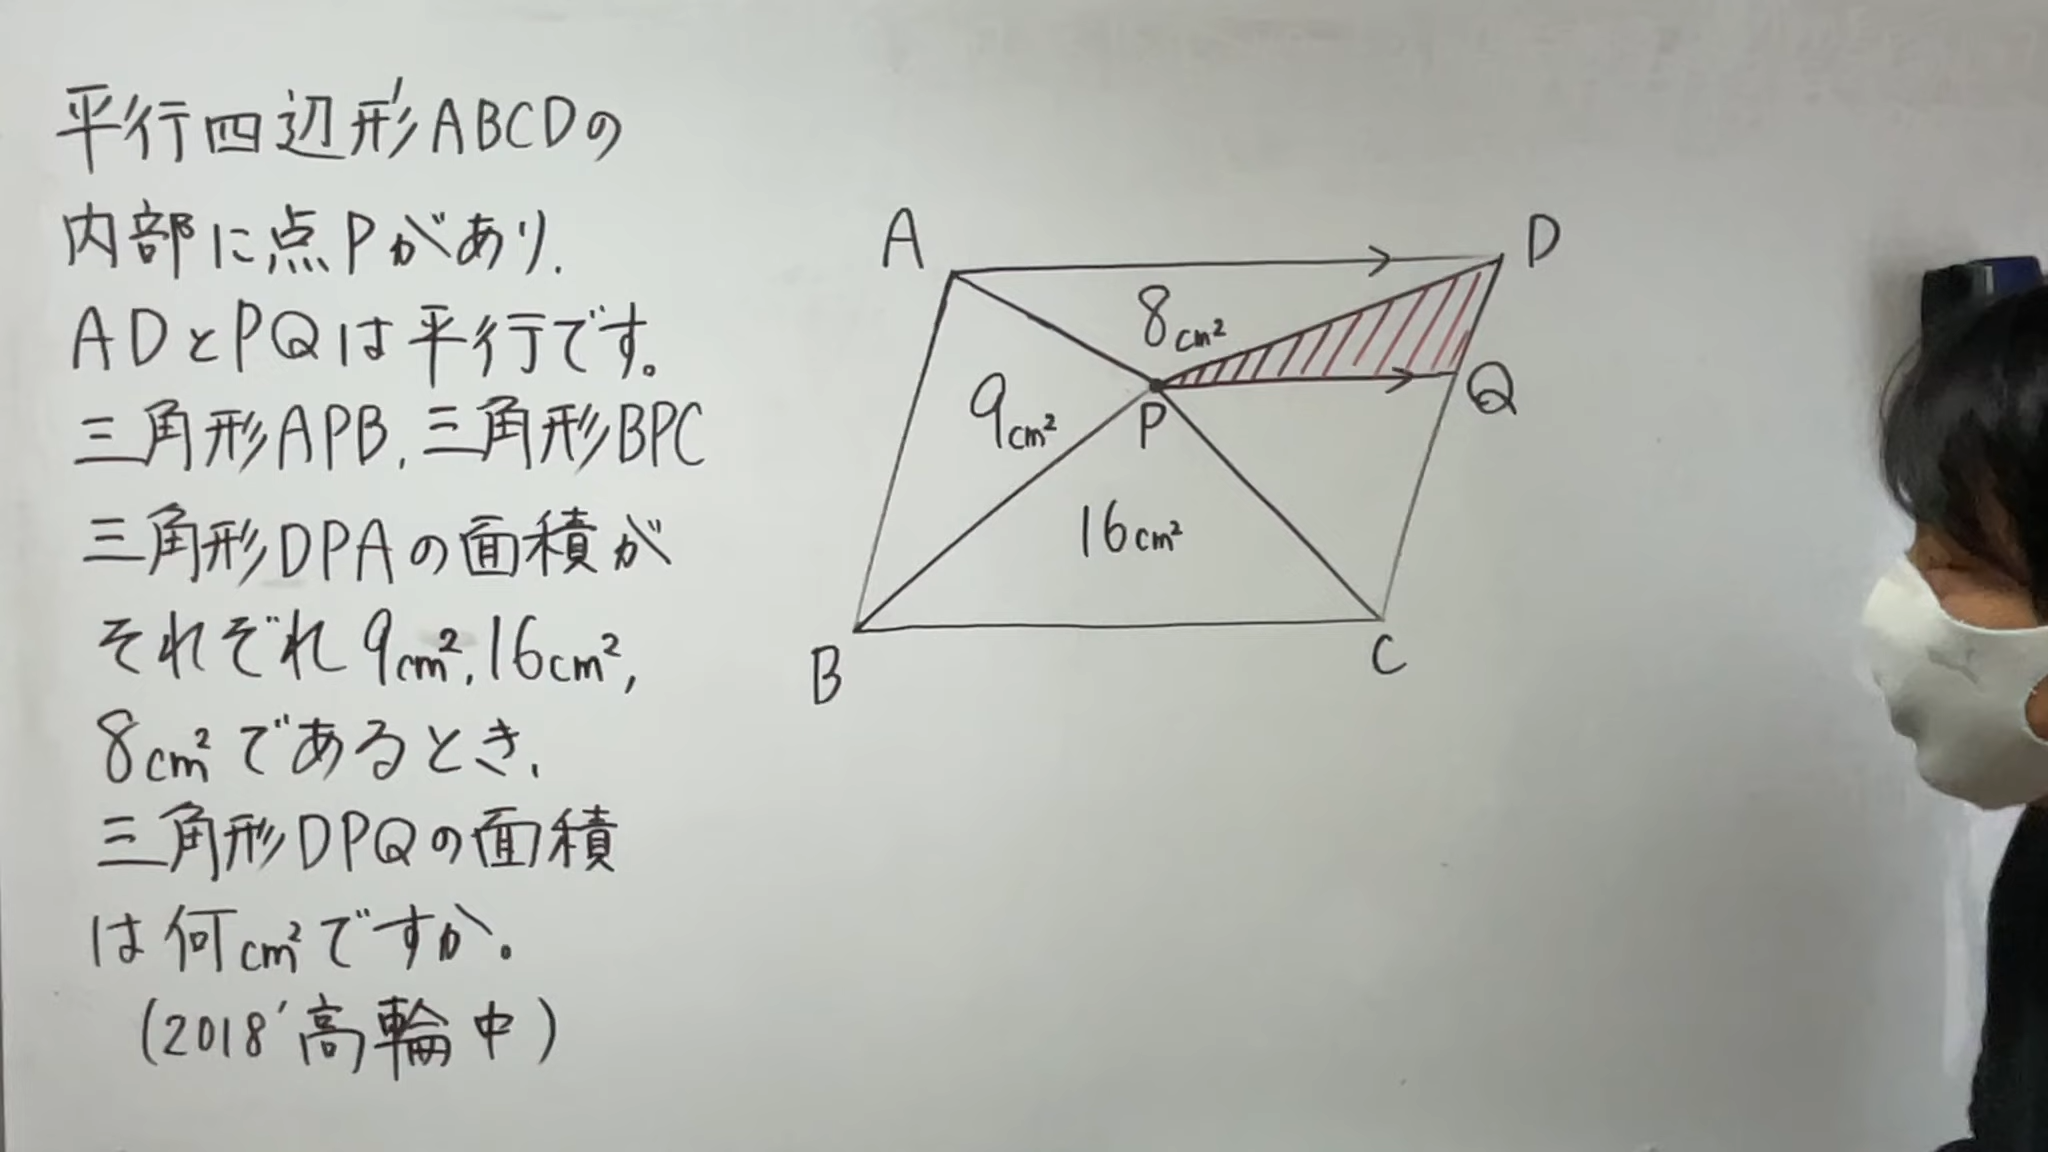 平行四辺形ABCDの
内部に点Pがあり.
ADとPQは平行です。
三角形APB,三角形BPC
三角形DPAの面積が
それぞれ9cm²,16cm²,
8cm²であるとき,
三角形DPQの面積
は何cm²ですか。
(2018'高輪中)
A
D
8cm²
9cm²
P
Q
16cm²
B
C